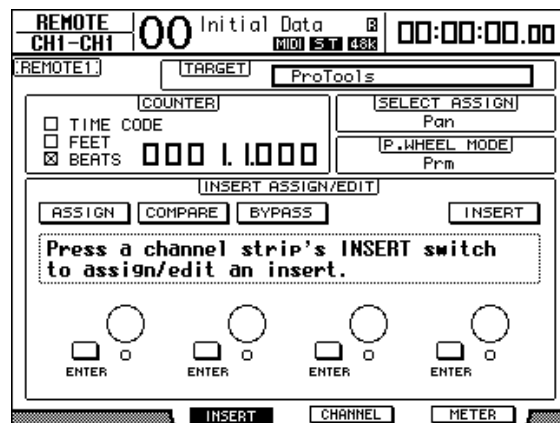 REMOTE
CH1-CH1
00 Initial Data R
MIDI ST 48k
00:00:00.00
REMOTE1
TARGET ProTools
COUNTER
TIME CODE
FEET
BEATS
000 1. 1.000
SELECT ASSIGN
Pan
P.WHEEL MODE
Prm
INSERT ASSIGN/EDIT
ASSIGN COMPARE BYPASS INSERT
Press a channel strip's INSERT switch
to assign/edit an insert.
ENTER ENTER ENTER ENTER
INSERT CHANNEL METER